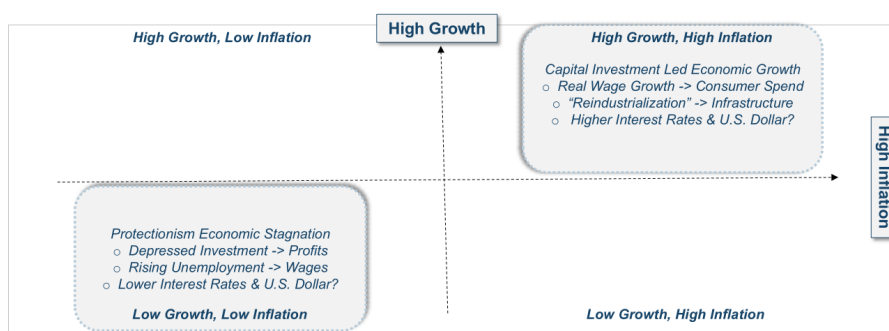 High Growth, Low Inflation
High Growth
High Growth, High Inflation
Capital Investment Led Economic Growth
o Real Wage Growth -> Consumer Spend
o “Reindustrialization” -> Infrastructure
o Higher Interest Rates & U.S. Dollar?
High Inflation
Protectionism Economic Stagnation
o Depressed Investment -> Profits
o Rising Unemployment -> Wages
o Lower Interest Rates & U.S. Dollar?
Low Growth, Low Inflation
Low Growth, High Inflation